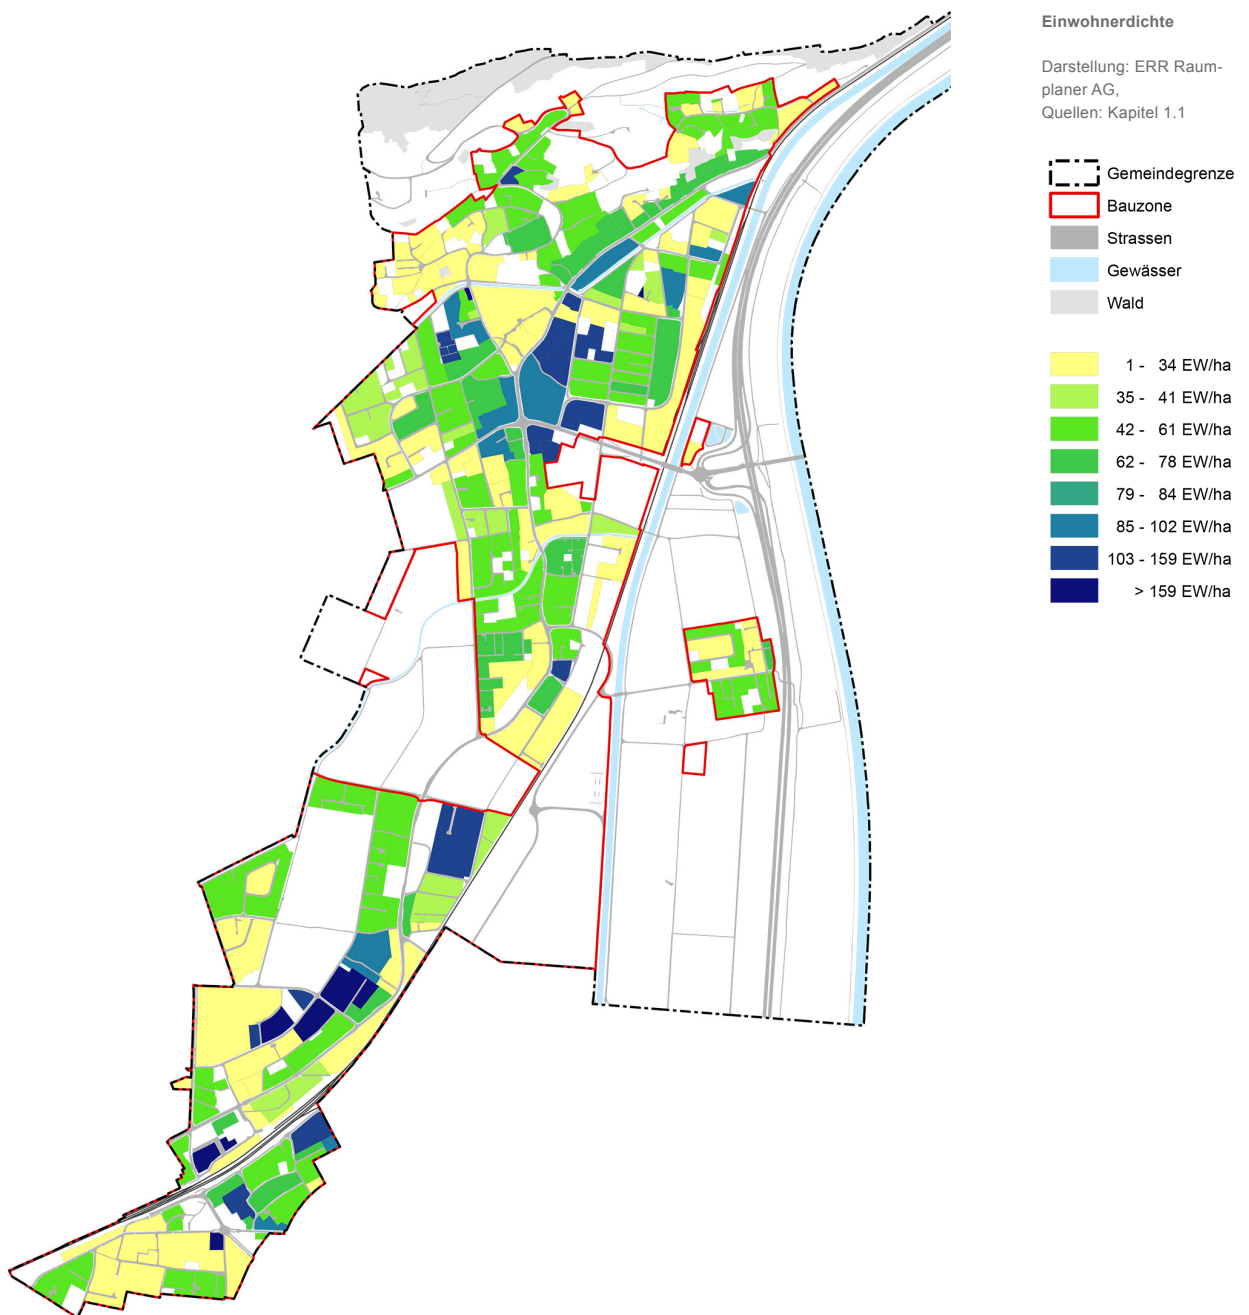 Einwohnerdichte
Darstellung: ERR Raum-
planer AG,
Quellen: Kapitel 1.1
Gemeindegrenze
Bauzone
Strassen
Gewässer
Wald
1 - 34 EW/ha
35 - 41 EW/ha
42 - 61 EW/ha
62 - 78 EW/ha
79 - 84 EW/ha
85 - 102 EW/ha
103 - 159 EW/ha
> 159 EW/ha